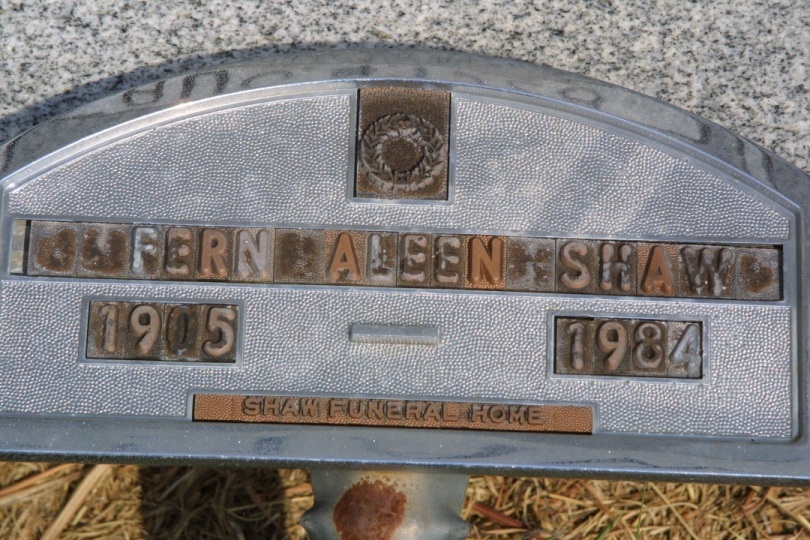 FERN ALEEN SHAW
1905 — 1984
SHAW FUNERAL HOME